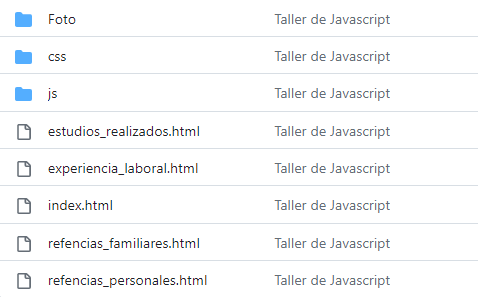 Foto Taller de Javascript
css Taller de Javascript
js Taller de Javascript
estudios_realizados.html Taller de Javascript
experiencia_laboral.html Taller de Javascript
index.html Taller de Javascript
refencias_familiares.html Taller de Javascript
refencias_personales.html Taller de Javascript